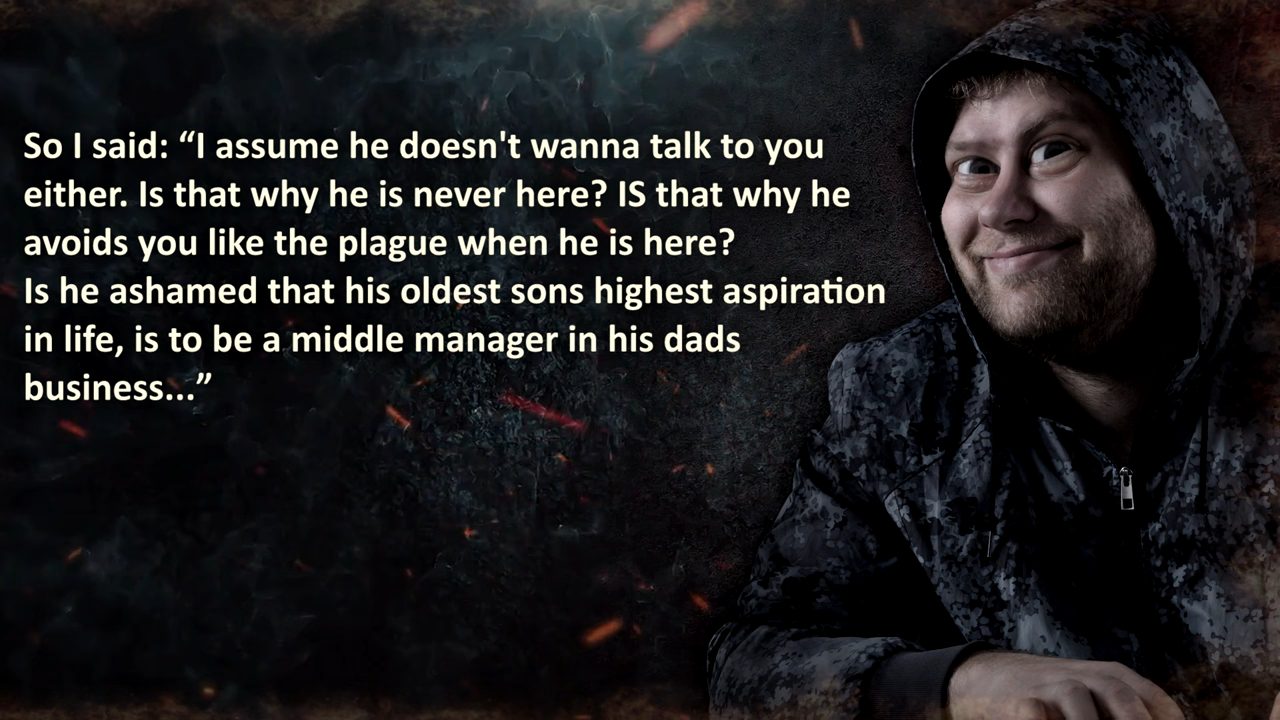 So I said: “I assume he doesn't wanna talk to you
either. Is that why he is never here? IS that why he
avoids you like the plague when he is here?
Is he ashamed that his oldest sons highest aspiration
in life, is to be a middle manager in his dads
business...”